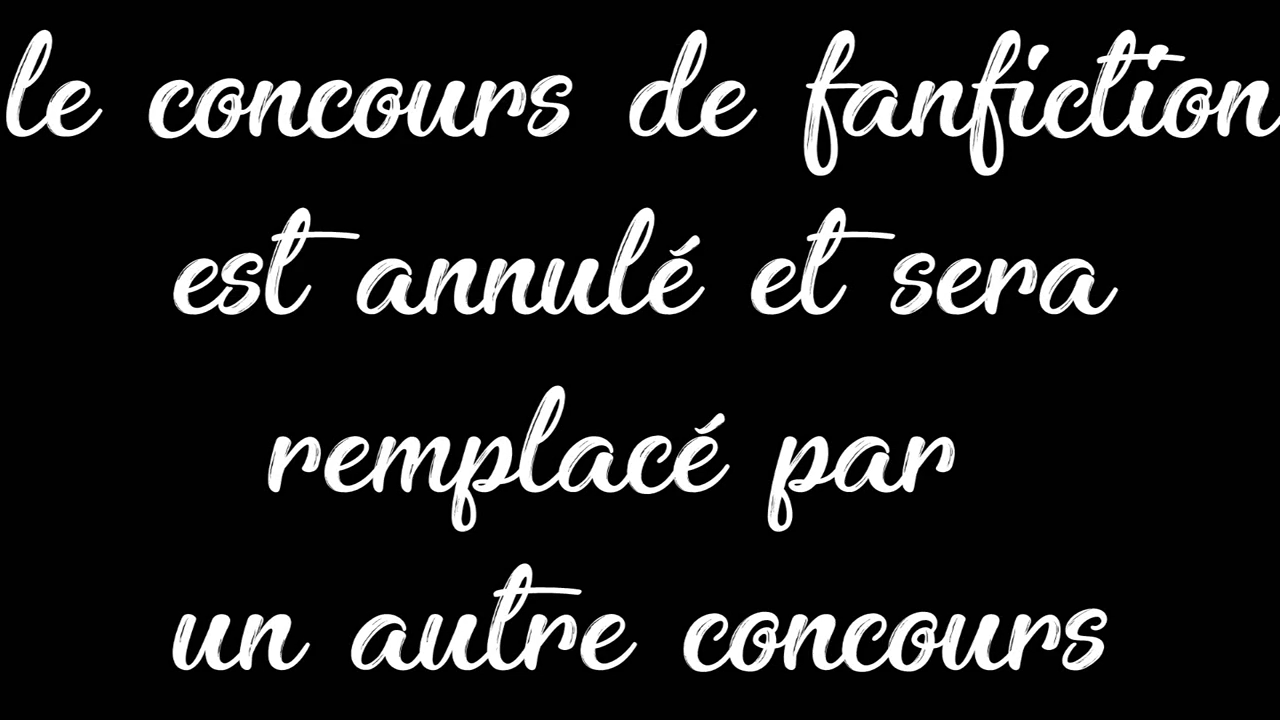 le concours de fanfiction
est annulé et sera
remplacé par
un autre concours